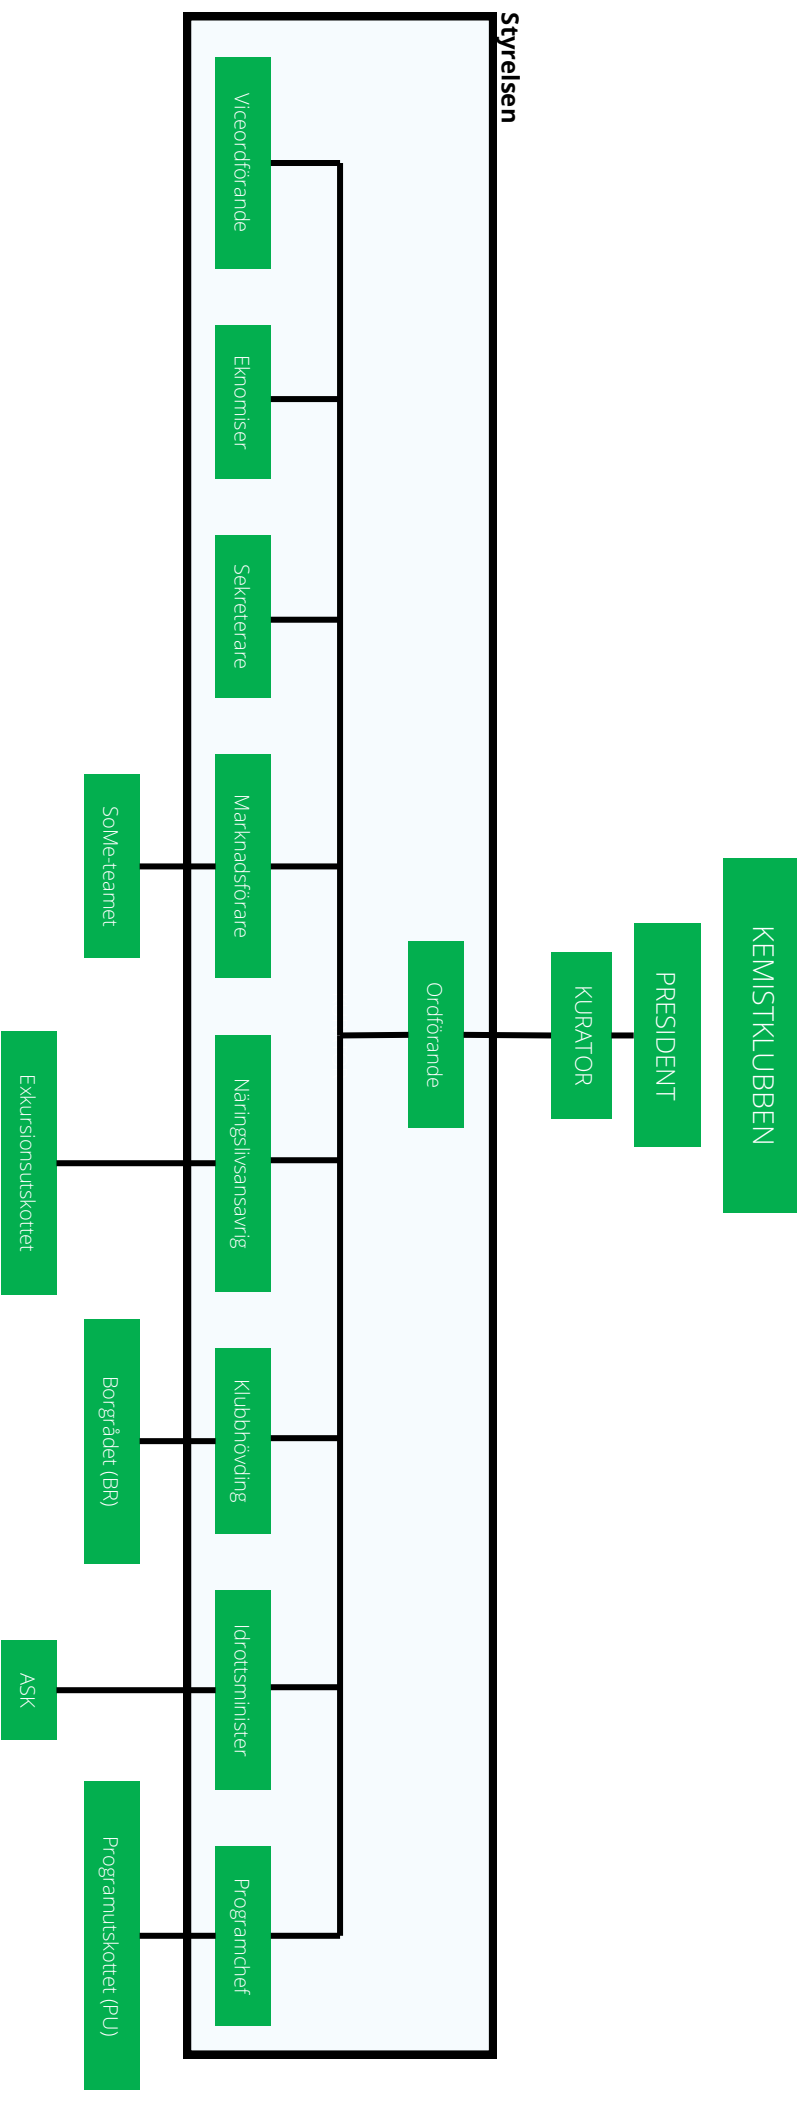 KEMISTKLUBBEN
PRESIDENT
KURATOR
Styrelsen
Ordförande
Viceordförande
Eknomiser
Sekreterare
Marknadsförare
Näringslivsansavrig
Klubbhövding
Idrottsminister
Programchef
SoMe-teamet
Exkursionsutskottet
Borgrådet (BR)
ASK
Programutskottet (PU)